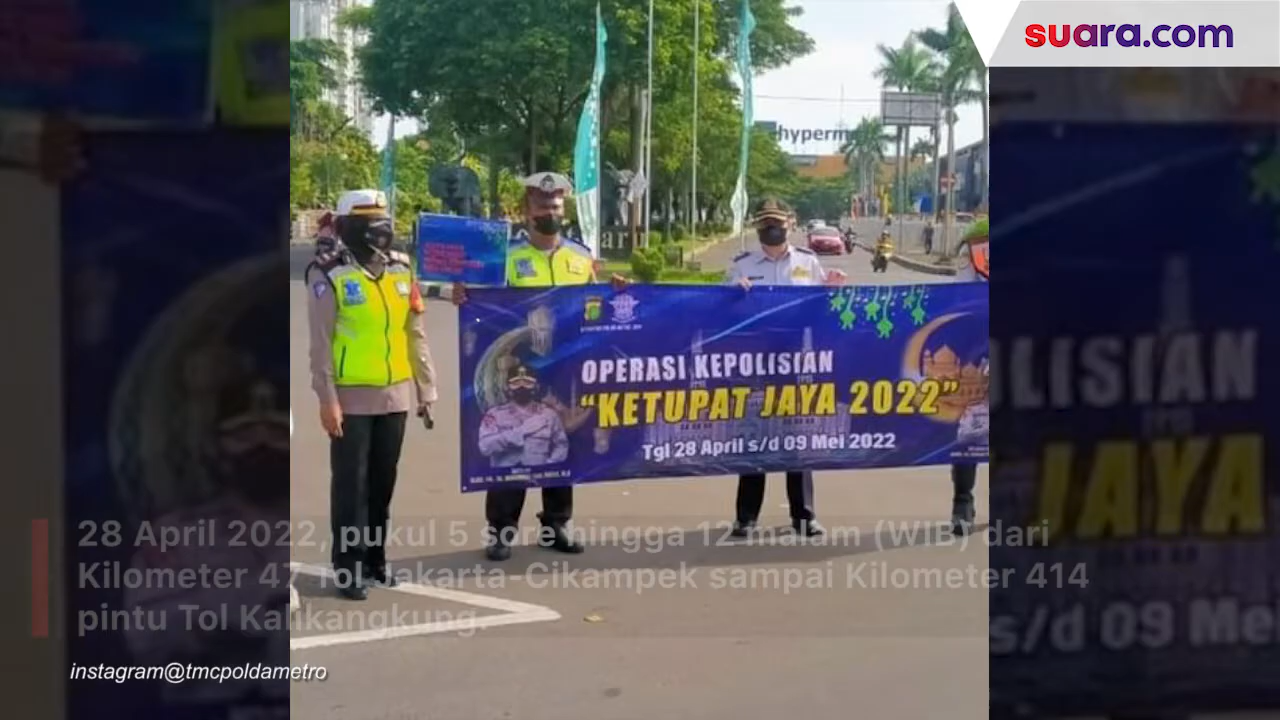 suara.com
hyperm
OPERASI KEPOLISIAN
"KETUPAT JAYA 2022"
Tgl 28 April s/d 09 Mei 2022
LISIAN
JAYA
s/d 09 Me
28 April 2022, pukul 5 sore hingga 12 malam (WIB) dari
Kilometer 47 Tol Jakarta-Cikampek sampai Kilometer 414
pintu Tol Kalikangkung.
instagram@tmcpoldametro